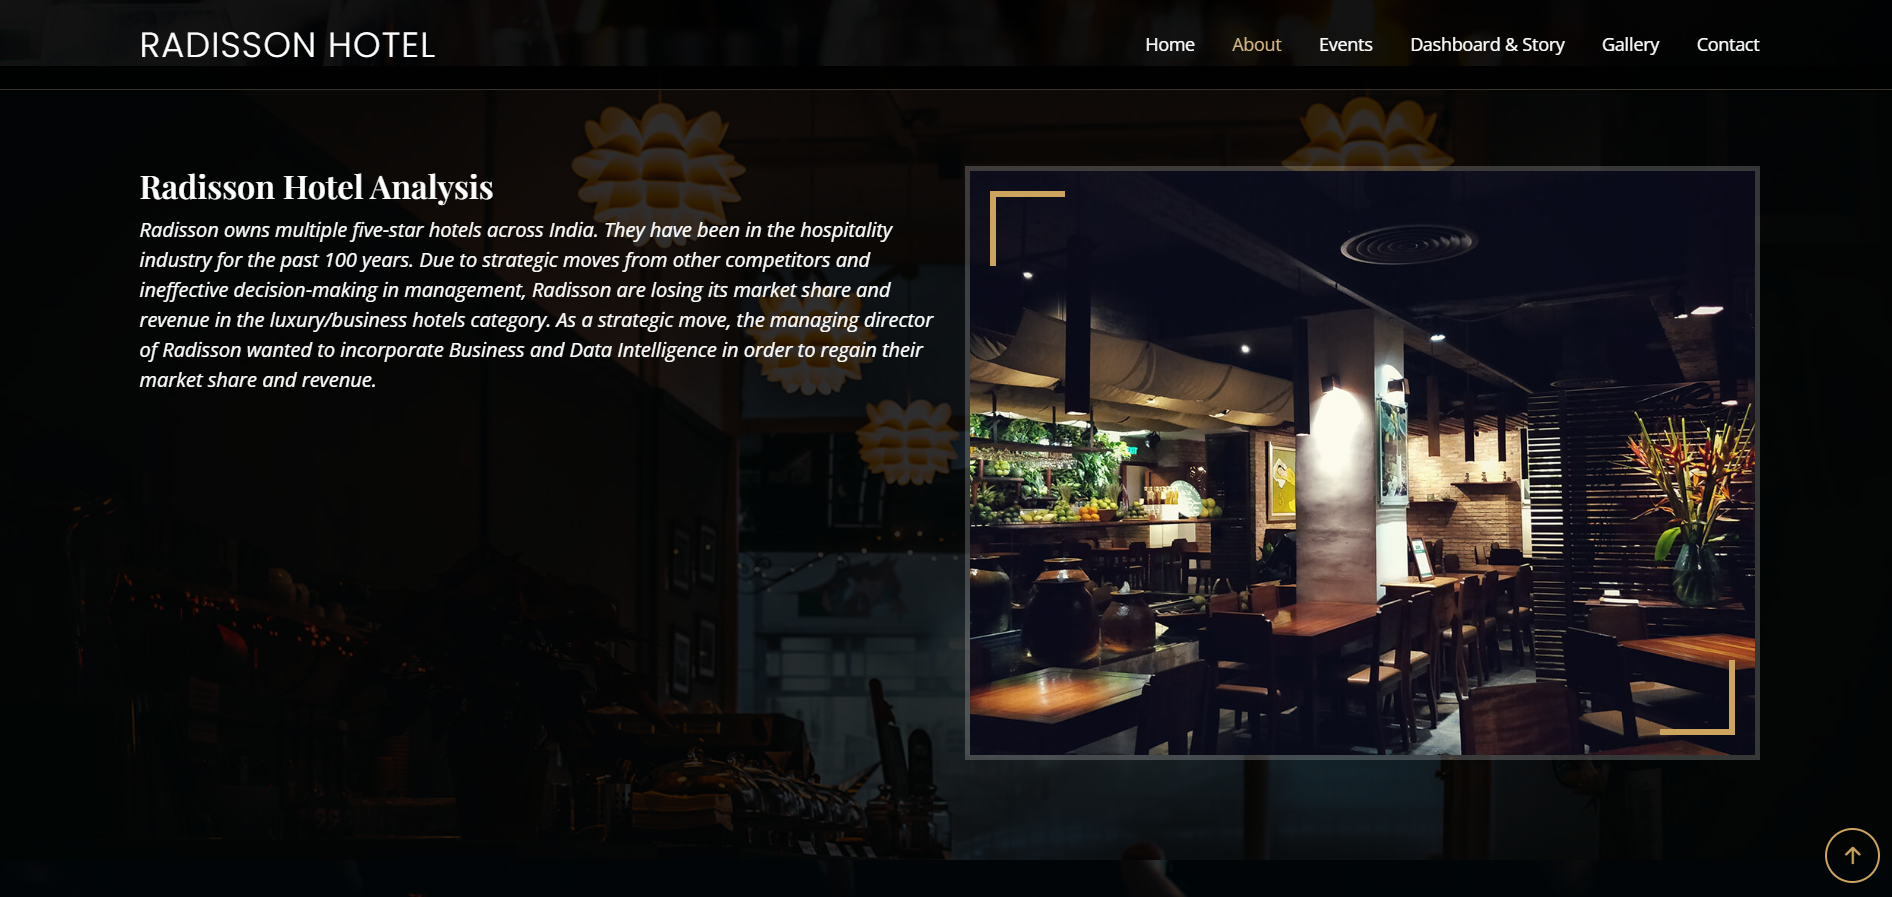 RADISSON HOTEL
Home About Events Dashboard & Story Gallery Contact
Radisson Hotel Analysis
Radisson owns multiple five-star hotels across India. They have been in the hospitality
industry for the past 100 years. Due to strategic moves from other competitors and
ineffective decision-making in management, Radisson are losing its market share and
revenue in the luxury/business hotels category. As a strategic move, the managing director
of Radisson wanted to incorporate Business and Data Intelligence in order to regain their
market share and revenue.